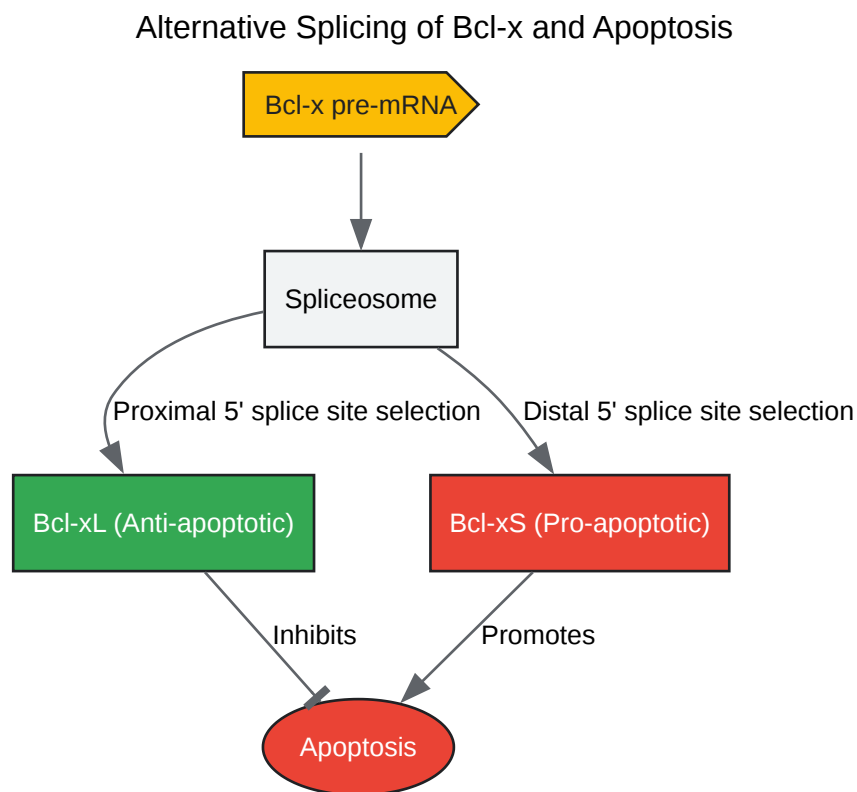 Alternative Splicing of Bcl-x and Apoptosis
Bcl-x pre-mRNA
Spliceosome
Proximal 5' splice site selection
Distal 5' splice site selection
Bcl-xL (Anti-apoptotic)
Bcl-xS (Pro-apoptotic)
Inhibits
Promotes
Apoptosis